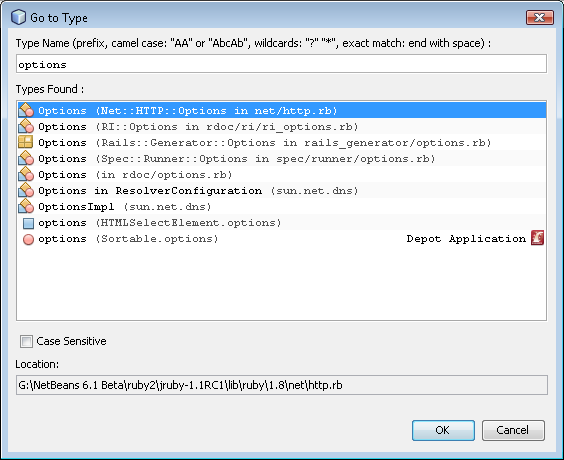 Go to Type
Type Name (prefix, camel case: "AA" or "AbcAb", wildcards: "?" "*", exact match: end with space) :
options
Types Found :
Options (Net::HTTP::Options in net/http.rb)
Options (RI::Options in rdoc/ri/ri_options.rb)
Options (Rails::Generator::Options in rails_generator/options.rb)
Options (Spec::Runner::Options in spec/runner/options.rb)
Options (in rdoc/options.rb)
Options in ResolverConfiguration (sun.net.dns)
OptionsImpl (sun.net.dns)
options (HTMLSelectElement.options)
options (Sortable.options) Depot Application
Case Sensitive
Location:
G:\NetBeans 6.1 Beta\ruby2\jruby-1.1RC1\lib\ruby\1.8\net\http.rb
OK Cancel